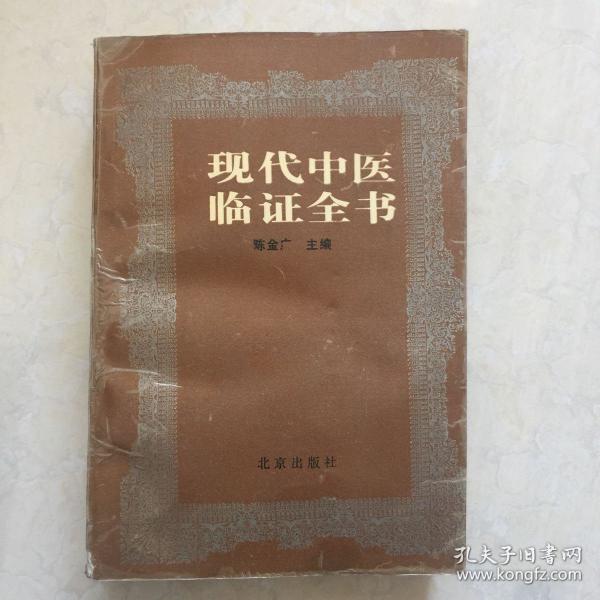 现代中医
临证全书
陈金广 主编
北京出版社
孔夫子旧書网
www.kongfz.com